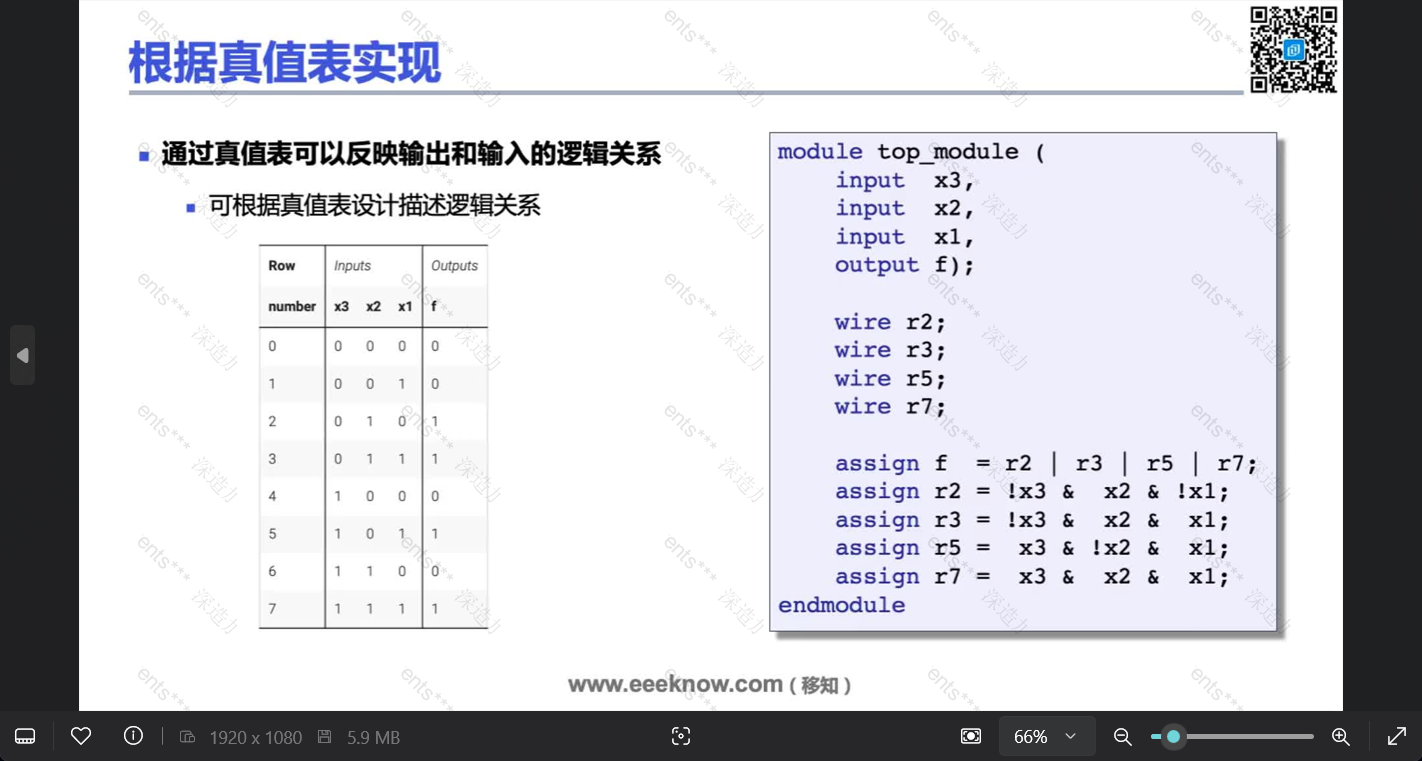 根据真值表实现
通过真值表可以反映输出和输入的逻辑关系
可根据真值表设计描述逻辑关系
Row Inputs Outputs
number x3 x2 x1 f
0 0 0 0 0
1 0 0 1 0
2 0 1 0 1
3 0 1 1 1
4 1 0 0 0
5 1 0 1 1
6 1 1 0 0
7 1 1 1 1
module top_module (
input x3,
input x2,
input x1,
output f);
wire r2;
wire r3;
wire r5;
wire r7;
assign f = r2 | r3 | r5 | r7;
assign r2 = !x3 & x2 & !x1;
assign r3 = !x3 & x2 & x1;
assign r5 = x3 & !x2 & x1;
assign r7 = x3 & x2 & x1;
endmodule
www.eeeknow.com ( 移知 )
1920 x 1080 5.9 MB 66%